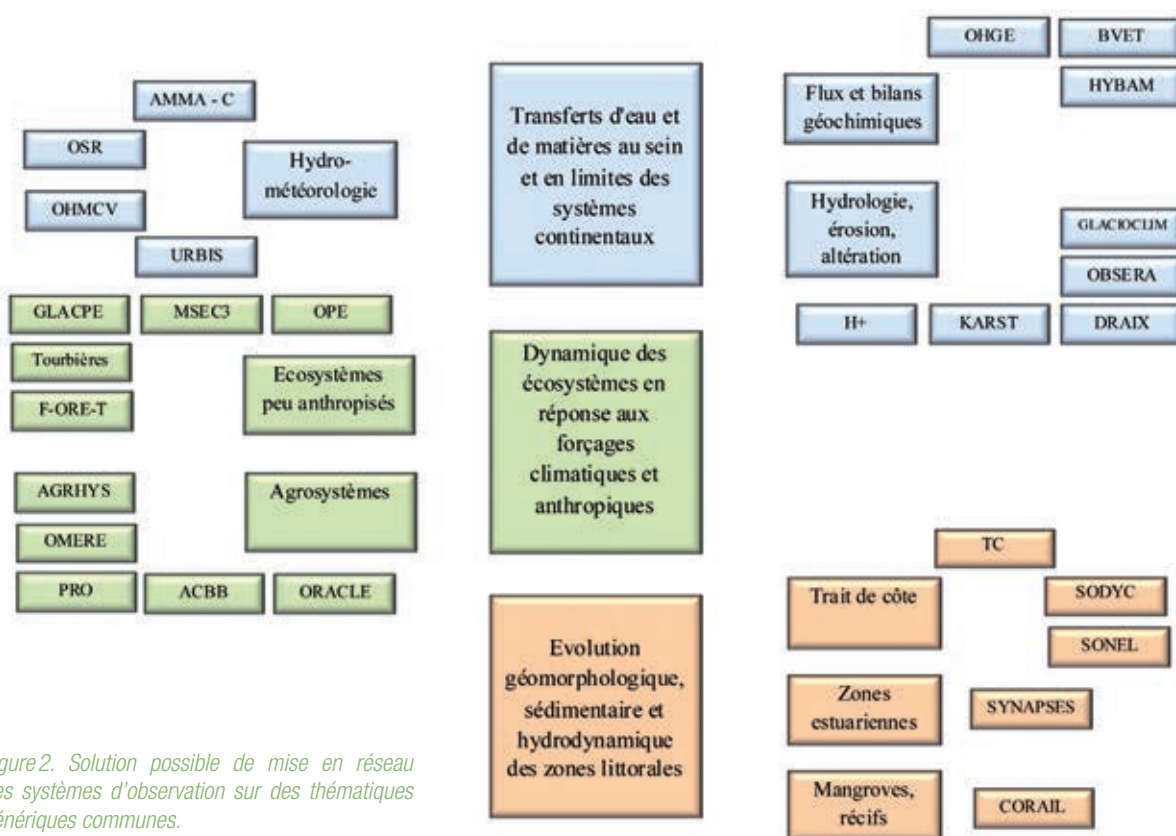 AMMA - C
OSR
Hydro-
météorologie
OHMCV
URBIS
GLACPE
MSEC3
OPE
Tourbières
Ecosystèmes
peu anthropisés
F-ORE-T
AGRHYS
Agrosystèmes
OMERE
PRO
ACBB
ORACLE
Transferts d'eau et
de matières au sein
et en limites des
systèmes
continentaux
Dynamique des
écosystèmes en
réponse aux
forçages
climatiques et
anthropiques
Evolution
géomorphologique,
sédimentaire et
hydrodynamique
des zones littorales
OHGE
BVET
Flux et bilans
géochimiques
HYBAM
Hydrologie,
érosion,
altération
GLACIOCLIM
OBSERA
H+
KARST
DRAIX
TC
Trait de côte
SODYC
SONEL
Zones
estuariennes
SYNAPSES
Mangroves,
récifs
CORAIL
igure 2. Solution possible de mise en réseau
es systèmes d'observation sur des thématiques
énériques communes.